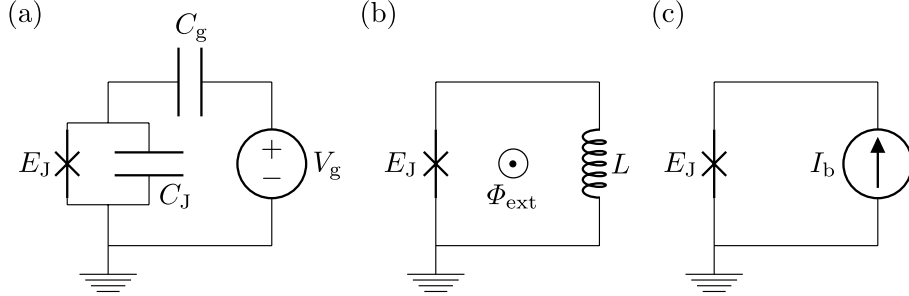 (a)
C_g
E_J
C_J
+
−
V_g
(b)
E_J
Φ_ext
L
(c)
E_J
I_b